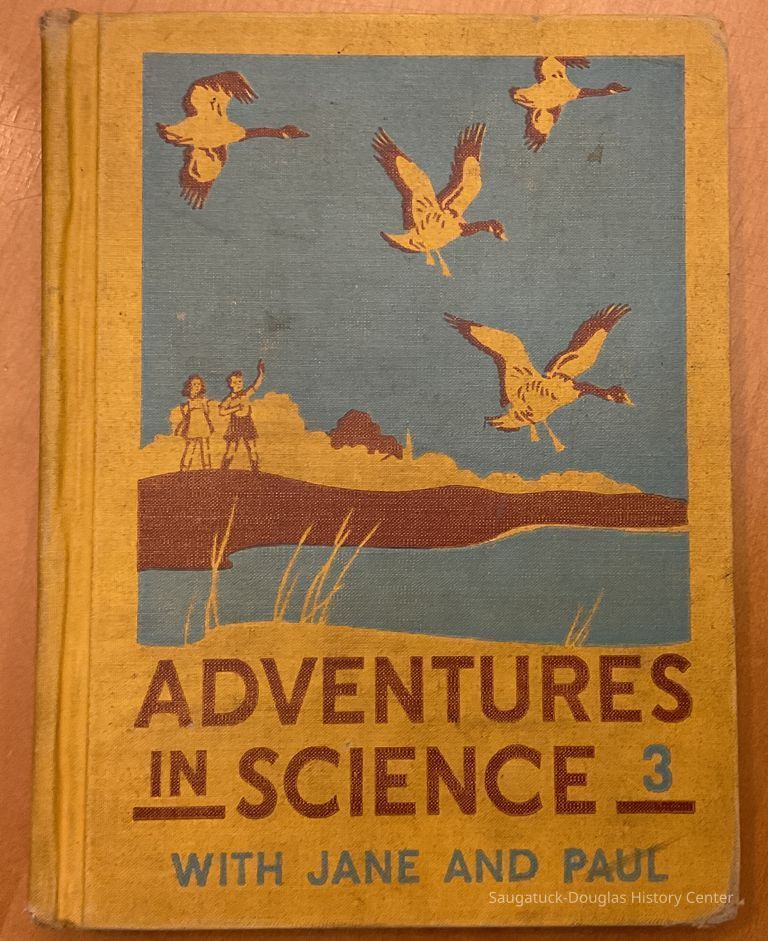 ADVENTURES
IN SCIENCE 3
WITH JANE AND PAUL
Saugatuck-Douglas History Center